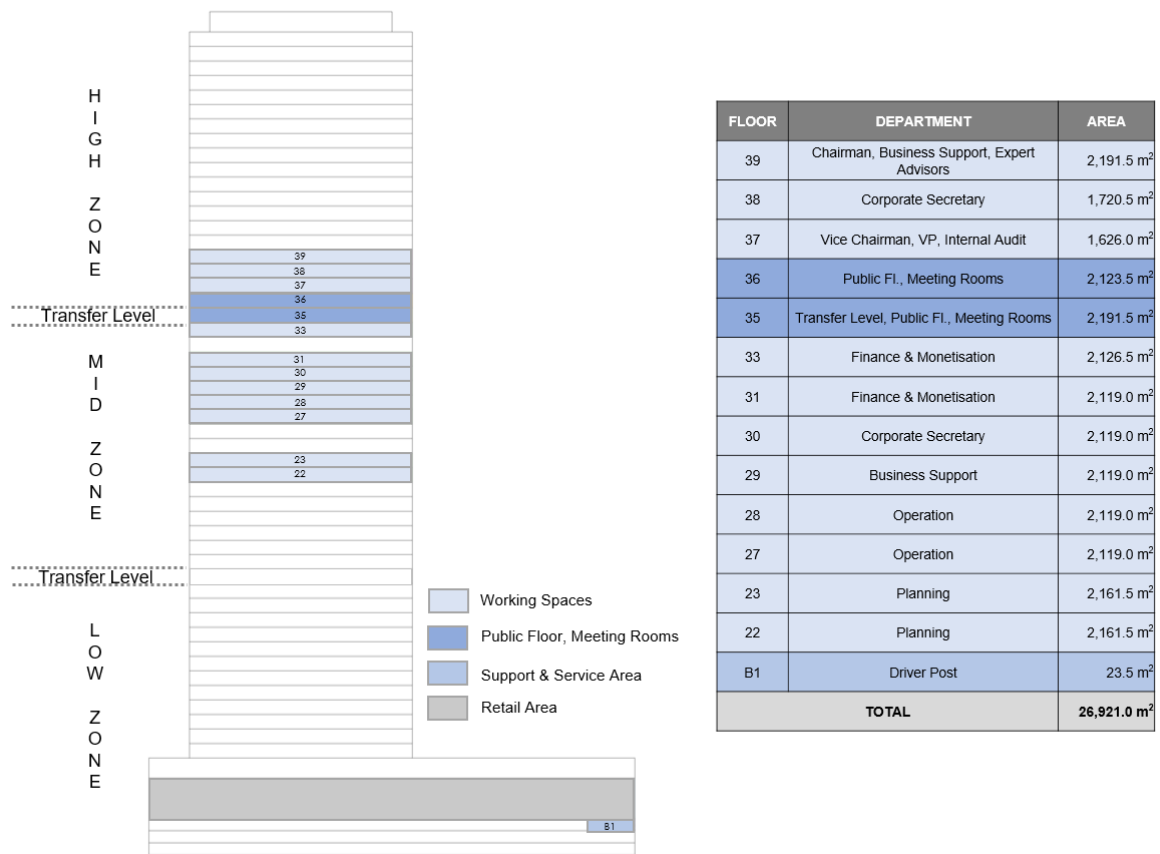 HIGH ZONE
39
38
37
36
Transfer Level
35
33
MID ZONE
31
30
29
28
27
23
22
Transfer Level
LOW ZONE
B1
Working Spaces
Public Floor, Meeting Rooms
Support & Service Area
Retail Area
FLOOR DEPARTMENT AREA
39 Chairman, Business Support, Expert Advisors 2,191.5 m²
38 Corporate Secretary 1,720.5 m²
37 Vice Chairman, VP, Internal Audit 1,626.0 m²
36 Public Fl., Meeting Rooms 2,123.5 m²
35 Transfer Level, Public Fl., Meeting Rooms 2,191.5 m²
33 Finance & Monetisation 2,126.5 m²
31 Finance & Monetisation 2,119.0 m²
30 Corporate Secretary 2,119.0 m²
29 Business Support 2,119.0 m²
28 Operation 2,119.0 m²
27 Operation 2,119.0 m²
23 Planning 2,161.5 m²
22 Planning 2,161.5 m²
B1 Driver Post 23.5 m²
TOTAL 26,921.0 m²